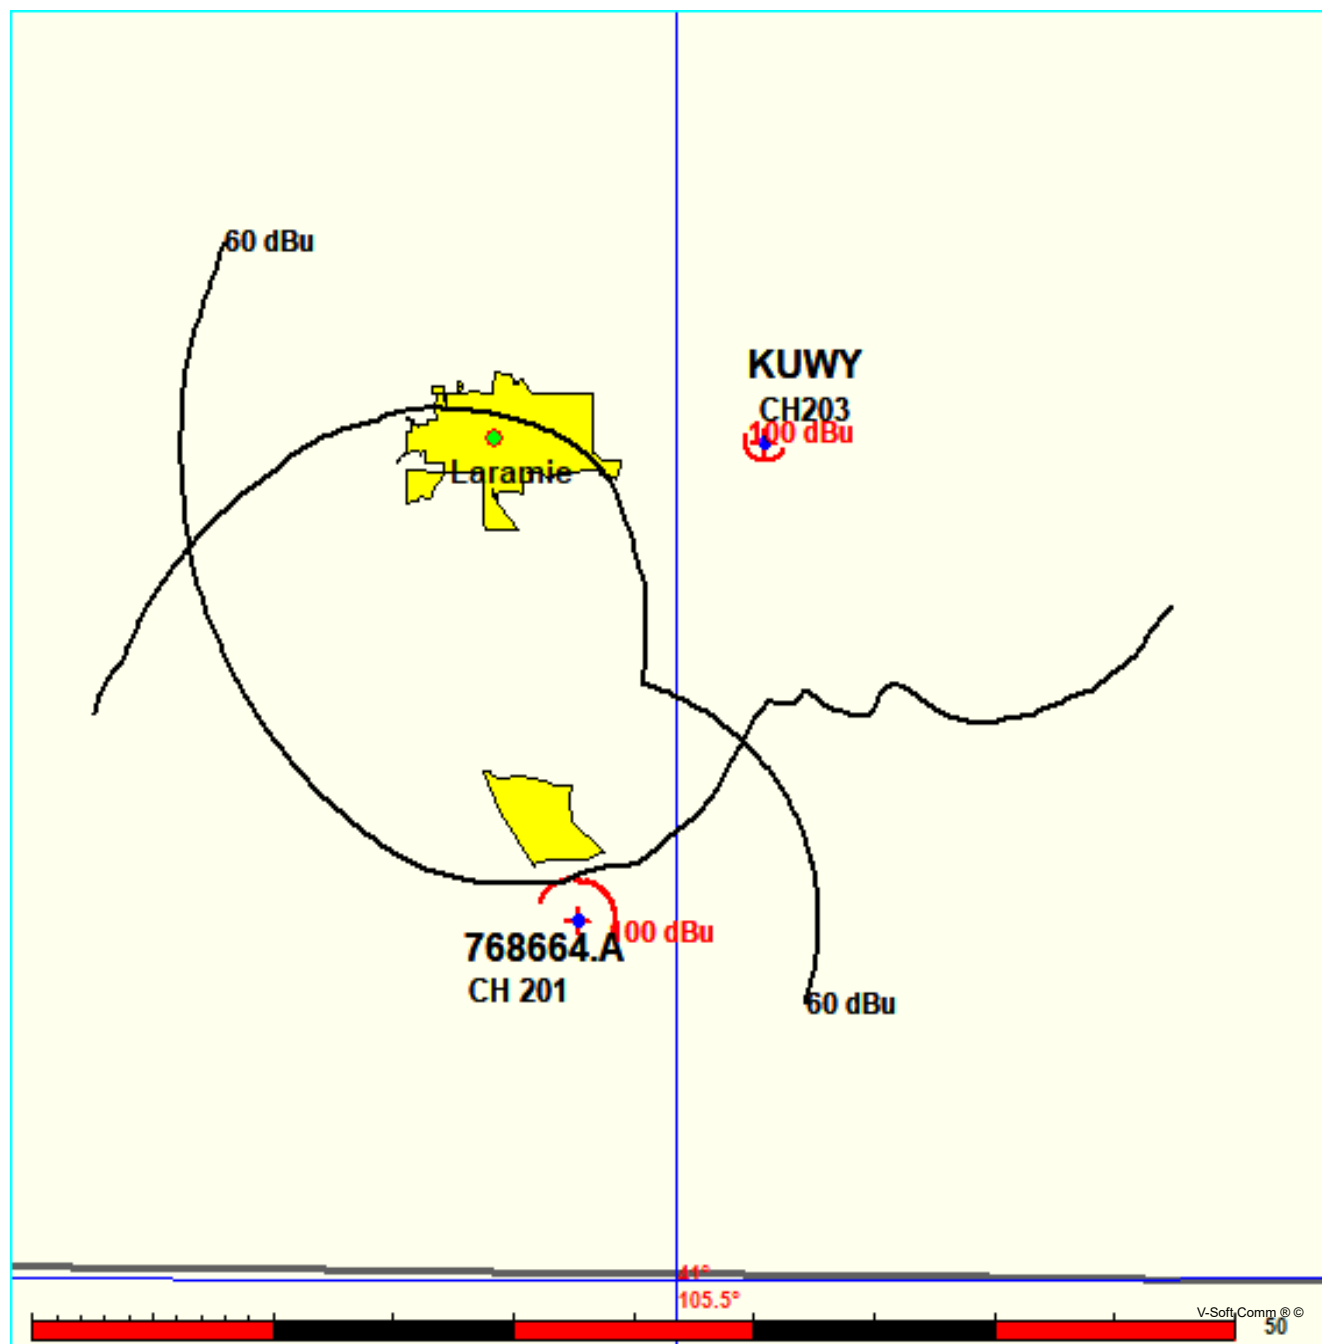 60 dBu
KUWY
CH203
100 dBu
Laramie
100 dBu
768664.A
CH 201
60 dBu
41°
105.5°
V-Soft Comm ® ©
50